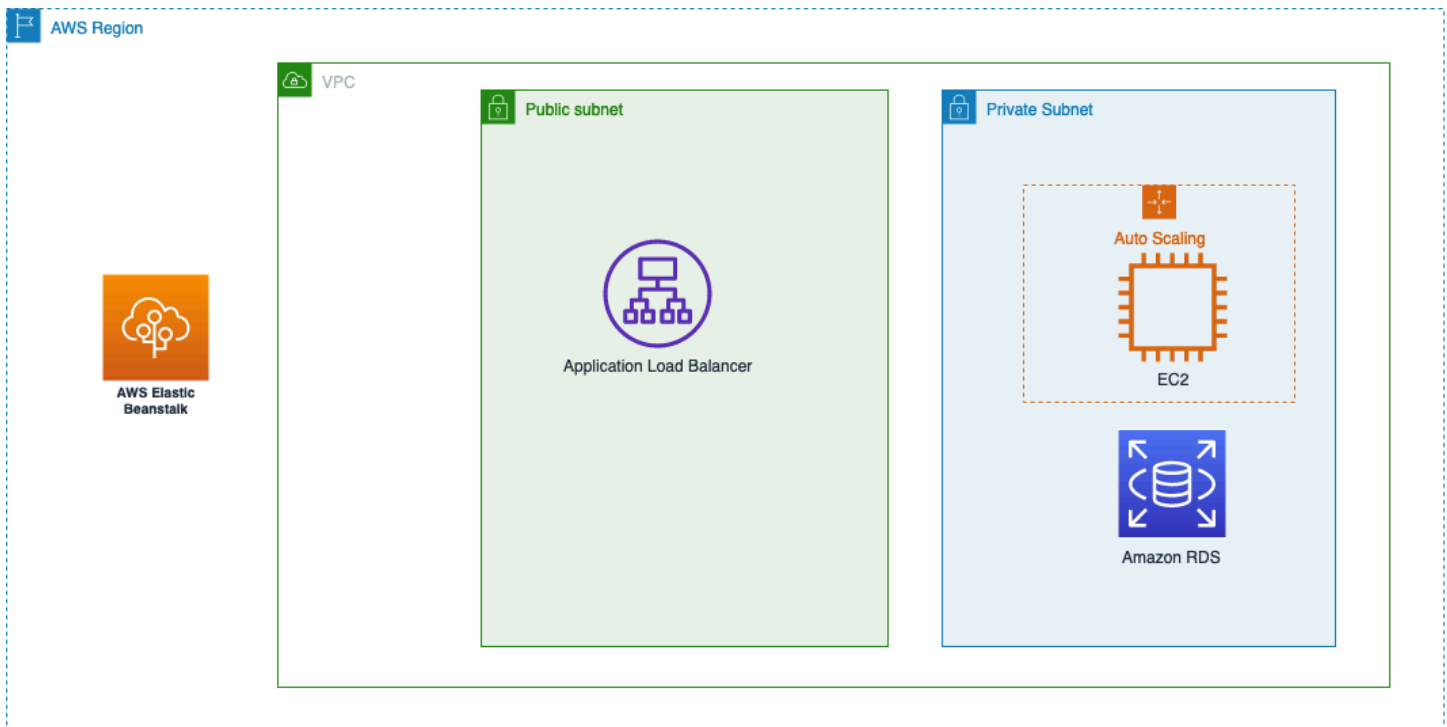 AWS Region
VPC
Public subnet
Private Subnet
Auto Scaling
Application Load Balancer
EC2
AWS Elastic
Beanstalk
Amazon RDS